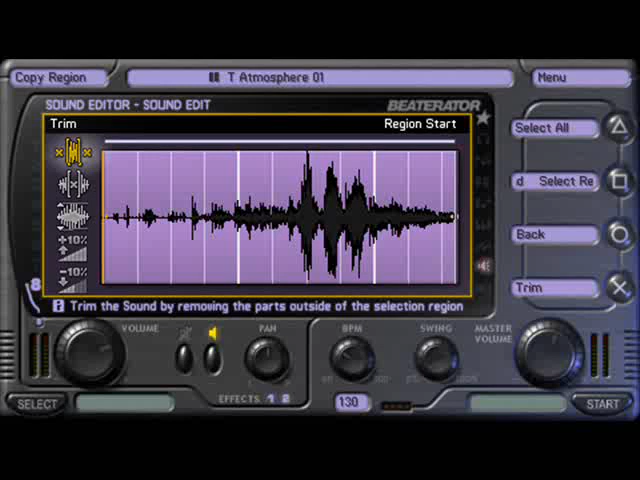 Copy Region
T Atmosphere 01
Menu
SOUND EDITOR - SOUND EDIT
BEATERATOR
Trim
Region Start
Select All
d Select Re
Back
Trim
+10%
-10%
8
Trim the Sound by removing the parts outside of the selection region
VOLUME
PAN
BPM
SWING
MASTER
VOLUME
EFFECTS 1 2
SELECT
130
START